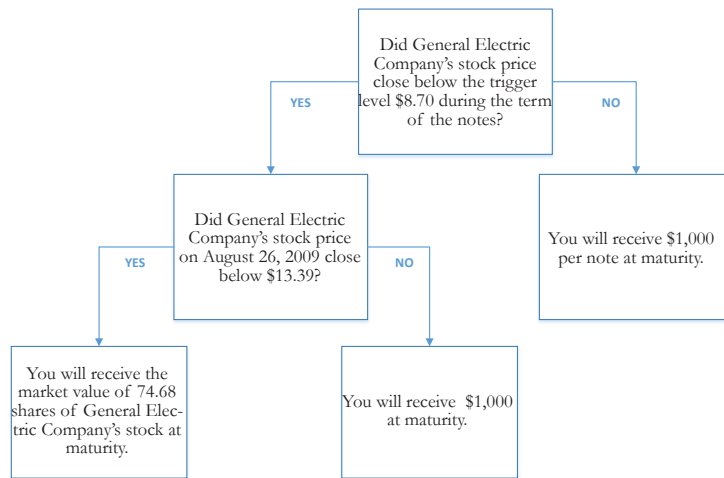 Did General Electric
Company's stock price
close below the trigger
level $8.70 during the term
of the notes?
YES
NO
Did General Electric
Company's stock price
on August 26, 2009 close
below $13.39?
You will receive $1,000
per note at maturity.
YES
NO
You will receive the
market value of 74.68
shares of General Elec-
tric Company's stock at
maturity.
You will receive $1,000
at maturity.